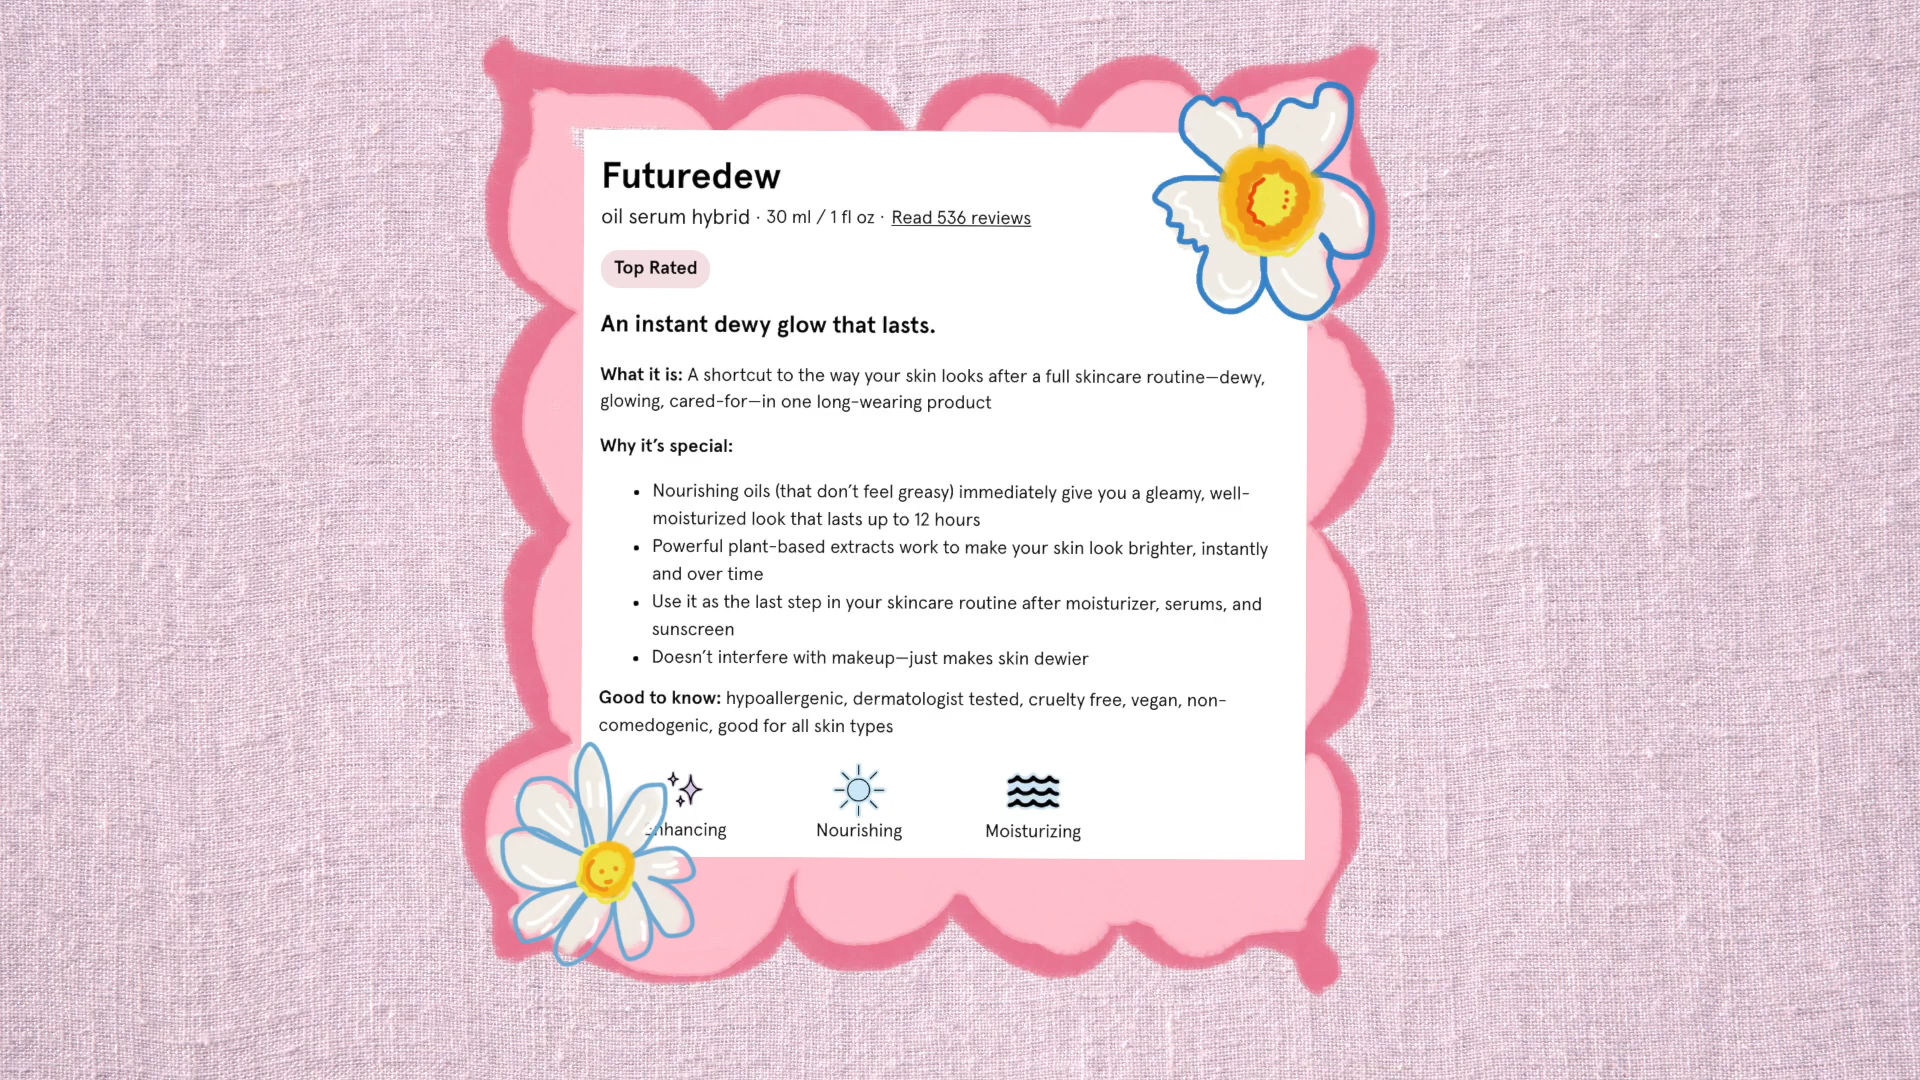 Futuredew
oil serum hybrid · 30 ml / 1 fl oz · Read 536 reviews
Top Rated
An instant dewy glow that lasts.
What it is: A shortcut to the way your skin looks after a full skincare routine—dewy,
glowing, cared-for—in one long-wearing product
Why it's special:
• Nourishing oils (that don't feel greasy) immediately give you a gleamy, well-
moisturized look that lasts up to 12 hours
• Powerful plant-based extracts work to make your skin look brighter, instantly
and over time
• Use it as the last step in your skincare routine after moisturizer, serums, and
sunscreen
• Doesn't interfere with makeup—just makes skin dewier
Good to know: hypoallergenic, dermatologist tested, cruelty free, vegan, non-
comedogenic, good for all skin types
Enhancing Nourishing Moisturizing